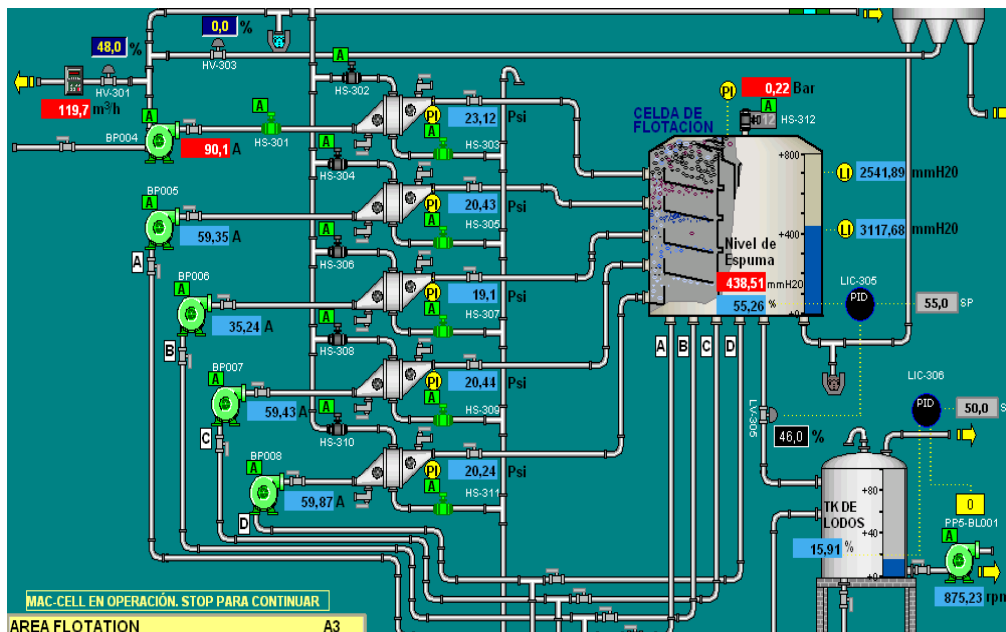 0,0 %
48,0 %
HV-303
HV-301
119,7 m³/h
A
BP004
90,1 A
A
HS-301
A
HS-302
PI
23,12
Psi
A
HS-303
HS-304
A
PI
0,22 Bar
A
HS-312
CELDA DE
FLOTACION
+800
+400
+0
LI
2541,89 mmH20
LI
3117,68 mmH20
Nivel de
Espuma
438,51 mmH20
55,26 %
LIC-305
PID
55,0 SP
BP005
A
59,35 A
A
PI
20,43
Psi
A
HS-305
A
HS-306
BP006
A
35,24 A
B
PI
19,1
Psi
A
HS-307
A
HS-308
BP007
A
59,43 A
C
PI
20,44
Psi
A
HS-309
A
HS-310
BP008
A
59,87 A
D
PI
20,24
Psi
A
HS-311
A
B
C
D
LV-305
46,0 %
LIC-306
PID
50,0 S
TK DE
LODOS
+80
+40
+0
15,91 %
0
PP5-BL001
A
875,23 rpm
MAC-CELL EN OPERACIÓN. STOP PARA CONTINUAR
AREA FLOTATION A3